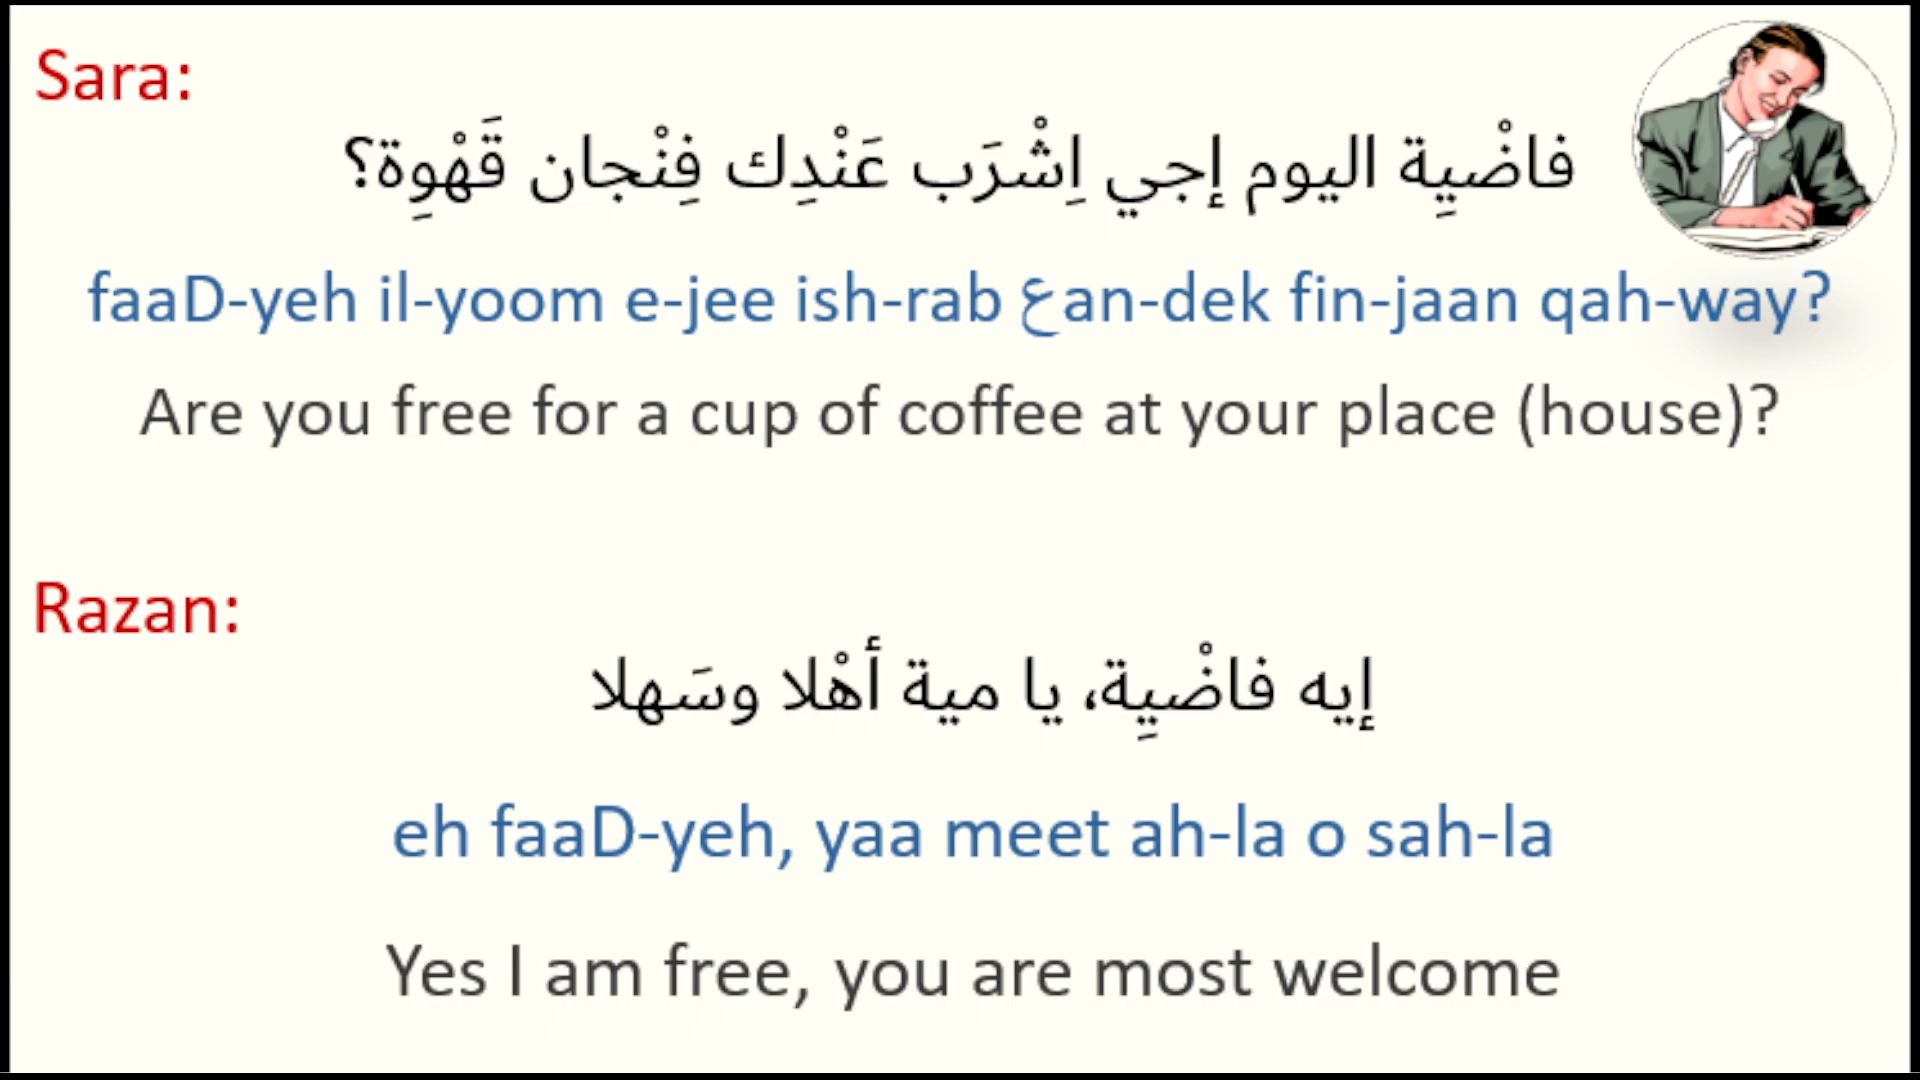 Sara:
فاضْيِة اليوم إجي اِشْرَب عَنْدِك فِنْجان قَهْوِة؟
faaD-yeh il-yoom e-jee ish-rab عan-dek fin-jaan qah-way?
Are you free for a cup of coffee at your place (house)?
Razan:
إيه فاضْيِة، يا مية أَهْلا وسَهلا
eh faaD-yeh, yaa meet ah-la o sah-la
Yes I am free, you are most welcome